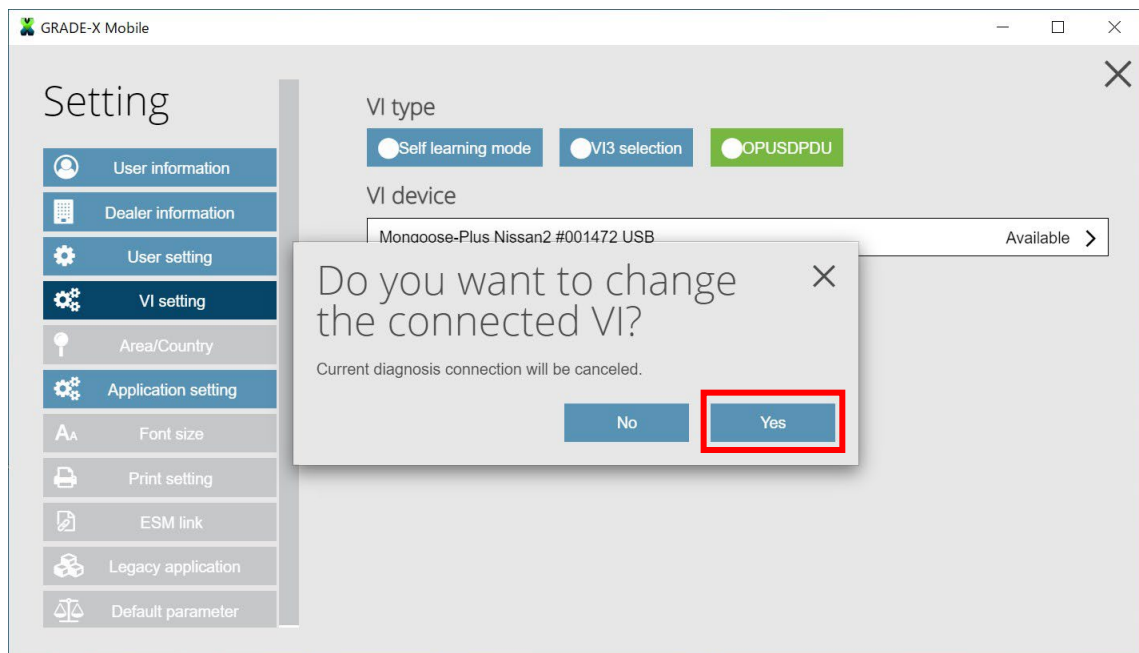 GRADE-X Mobile
Setting
User information
Dealer information
User setting
VI setting
Area/Country
Application setting
AA Font size
Print setting
ESM link
Legacy application
Default parameter
VI type
Self learning mode
VI3 selection
OPUSDPDU
VI device
Mongoose-Plus Nissan2 #001472 USB
Available
Do you want to change
the connected VI?
Current diagnosis connection will be canceled.
No
Yes